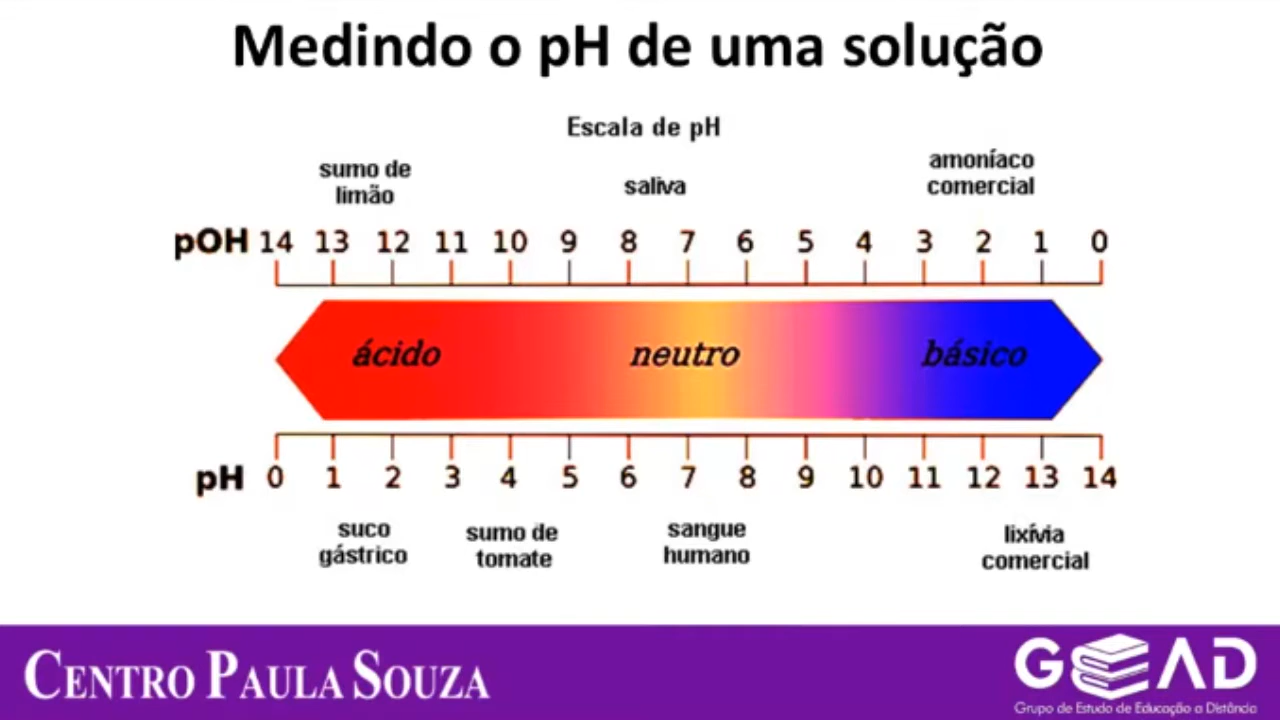 Medindo o pH de uma solução
Escala de pH
sumo de
limão
saliva
amoníaco
comercial
pOH 14 13 12 11 10 9 8 7 6 5 4 3 2 1 0
ácido neutro básico
pH 0 1 2 3 4 5 6 7 8 9 10 11 12 13 14
suco
gástrico
sumo de
tomate
sangue
humano
lixívia
comercial
CENTRO PAULA SOUZA
GEAD
Grupo de Estudo de Educação a Distância